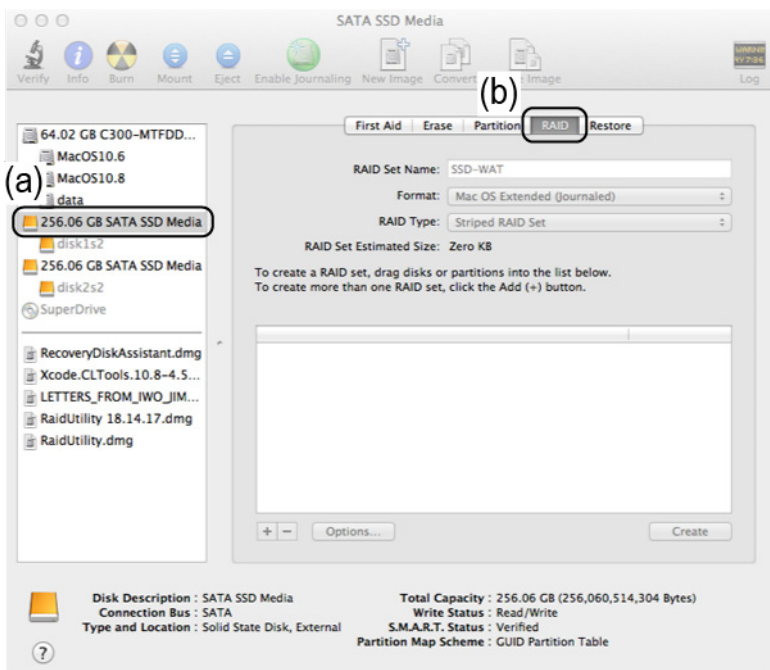 SATA SSD Media
Verify Info Burn Mount Eject Enable Journaling New Image Convert Image Log
(b)
First Aid Erase Partition RAID Restore
64.02 GB C300-MTFDD...
MacOS10.6
MacOS10.8
(a)
data
256.06 GB SATA SSD Media
disk1s2
256.06 GB SATA SSD Media
disk2s2
SuperDrive
RecoveryDiskAssistant.dmg
Xcode.CLTools.10.8-4.5...
LETTERS_FROM_IWO_JIM...
RaidUtility 18.14.17.dmg
RaidUtility.dmg
RAID Set Name: SSD-WAT
Format: Mac OS Extended (Journaled)
RAID Type: Striped RAID Set
RAID Set Estimated Size: Zero KB
To create a RAID set, drag disks or partitions into the list below.
To create more than one RAID set, click the Add (+) button.
+ − Options... Create
Disk Description : SATA SSD Media
Connection Bus : SATA
Type and Location : Solid State Disk, External
Total Capacity : 256.06 GB (256,060,514,304 Bytes)
Write Status : Read/Write
S.M.A.R.T. Status : Verified
Partition Map Scheme : GUID Partition Table
?